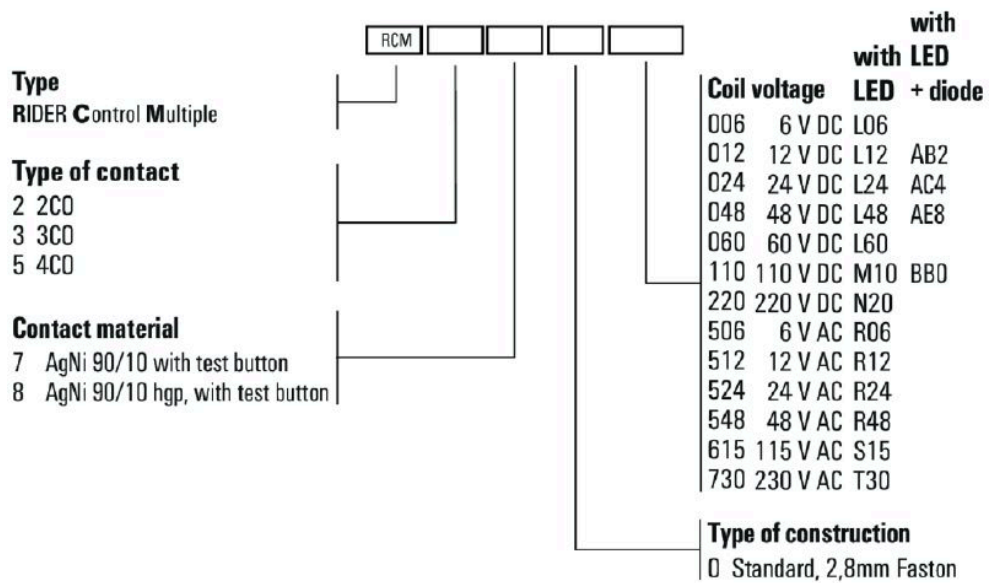 RCM
Type
RIDER Control Multiple
Type of contact
2 2CO
3 3CO
5 4CO
Contact material
7 AgNi 90/10 with test button
8 AgNi 90/10 hgp, with test button
with
with LED
Coil voltage LED + diode
006 6 V DC L06
012 12 V DC L12 AB2
024 24 V DC L24 AC4
048 48 V DC L48 AE8
060 60 V DC L60
110 110 V DC M10 BB0
220 220 V DC N20
506 6 V AC R06
512 12 V AC R12
524 24 V AC R24
548 48 V AC R48
615 115 V AC S15
730 230 V AC T30
Type of construction
0 Standard, 2,8mm Faston